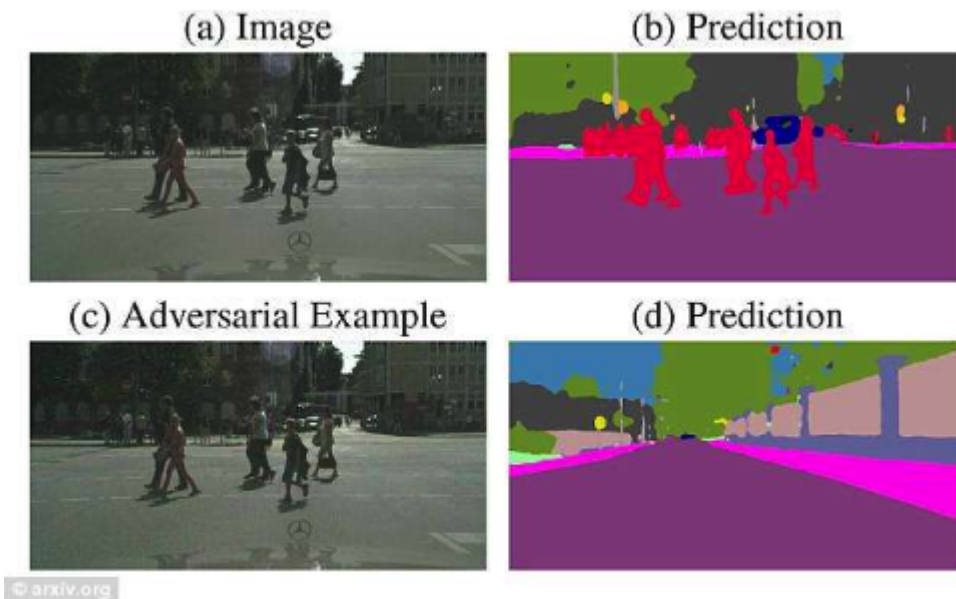 (a) Image
(b) Prediction
(c) Adversarial Example
(d) Prediction
© arxiv.org